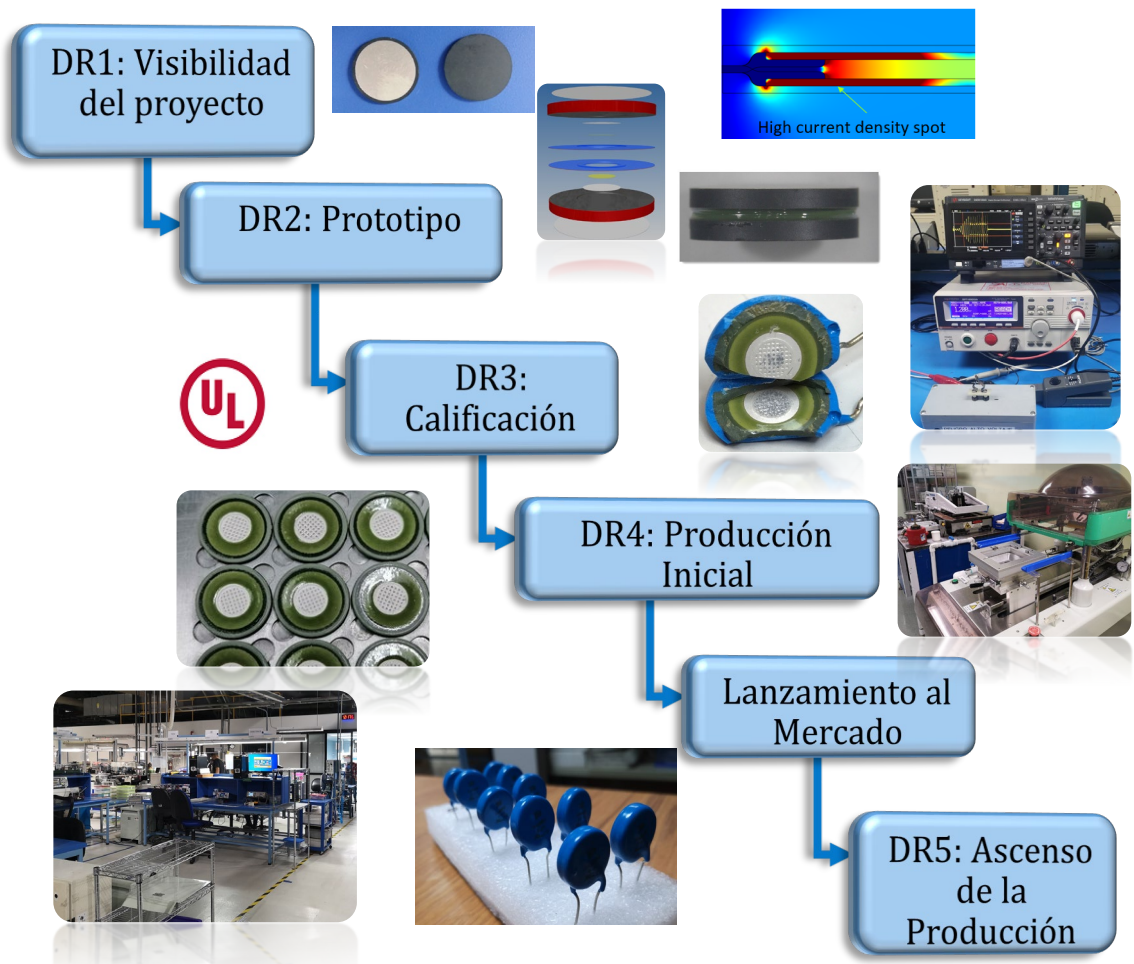 DR1: Visibilidad
del proyecto
High current density spot
DR2: Prototipo
UL
DR3:
Calificación
DR4: Producción
Inicial
Lanzamiento al
Mercado
DR5: Ascenso
de la
Producción